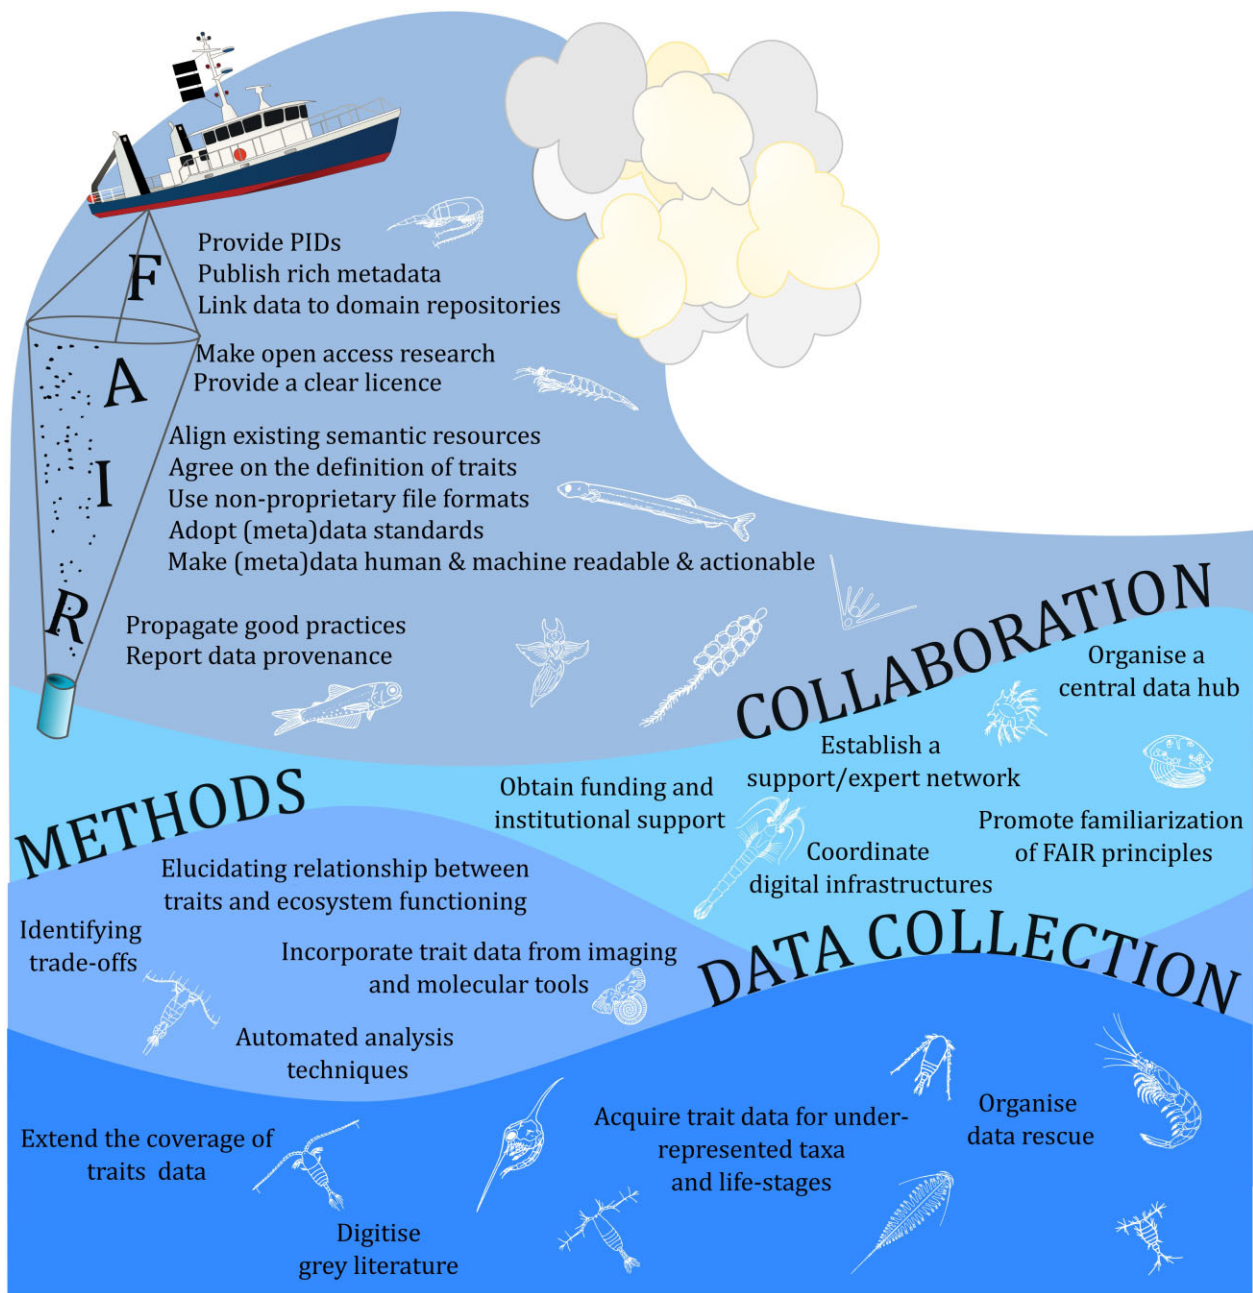 F
Provide PIDs
Publish rich metadata
Link data to domain repositories
A
Make open access research
Provide a clear licence
I
Align existing semantic resources
Agree on the definition of traits
Use non-proprietary file formats
Adopt (meta)data standards
Make (meta)data human & machine readable & actionable
R
Propagate good practices
Report data provenance
COLLABORATION
Organise a
central data hub
Establish a
support/expert network
Obtain funding and
institutional support
Promote familiarization
of FAIR principles
Coordinate
digital infrastructures
METHODS
Elucidating relationship between
traits and ecosystem functioning
Identifying
trade-offs
Incorporate trait data from imaging
and molecular tools
Automated analysis
techniques
DATA COLLECTION
Extend the coverage of
traits data
Digitise
grey literature
Acquire trait data for under-
represented taxa
and life-stages
Organise
data rescue